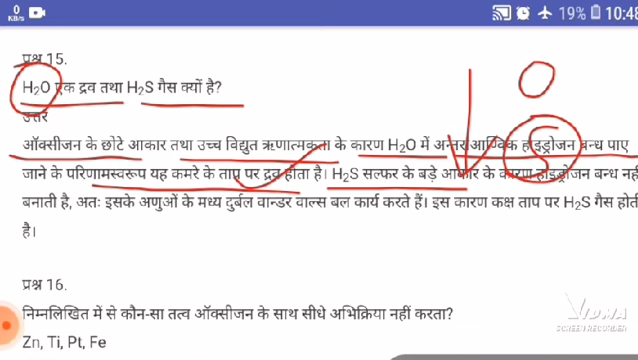 0
KB/s
19%
10:48
प्रश्न 15.
H₂O एक द्रव तथा H₂S गैस क्यों है?
उत्तर
ऑक्सीजन के छोटे आकार तथा उच्च विद्युत ऋणात्मकता के कारण H₂O में अन्तर आण्विक हाइड्रोजन बन्ध पाए
जाने के परिणामस्वरूप यह कमरे के ताप पर द्रव होता है। H₂S सल्फर के बड़े आकार के कारण हाइड्रोजन बन्ध नहीं
बनाती है, अतः इसके अणुओं के मध्य दुर्बल वान्डर वाल्स बल कार्य करते हैं। इस कारण कक्ष ताप पर H₂S गैस होती
है।
O
S
प्रश्न 16.
निम्नलिखित में से कौन-सा तत्व ऑक्सीजन के साथ सीधे अभिक्रिया नहीं करता?
Zn, Ti, Pt, Fe
VIDMA
SCREEN RECORDER